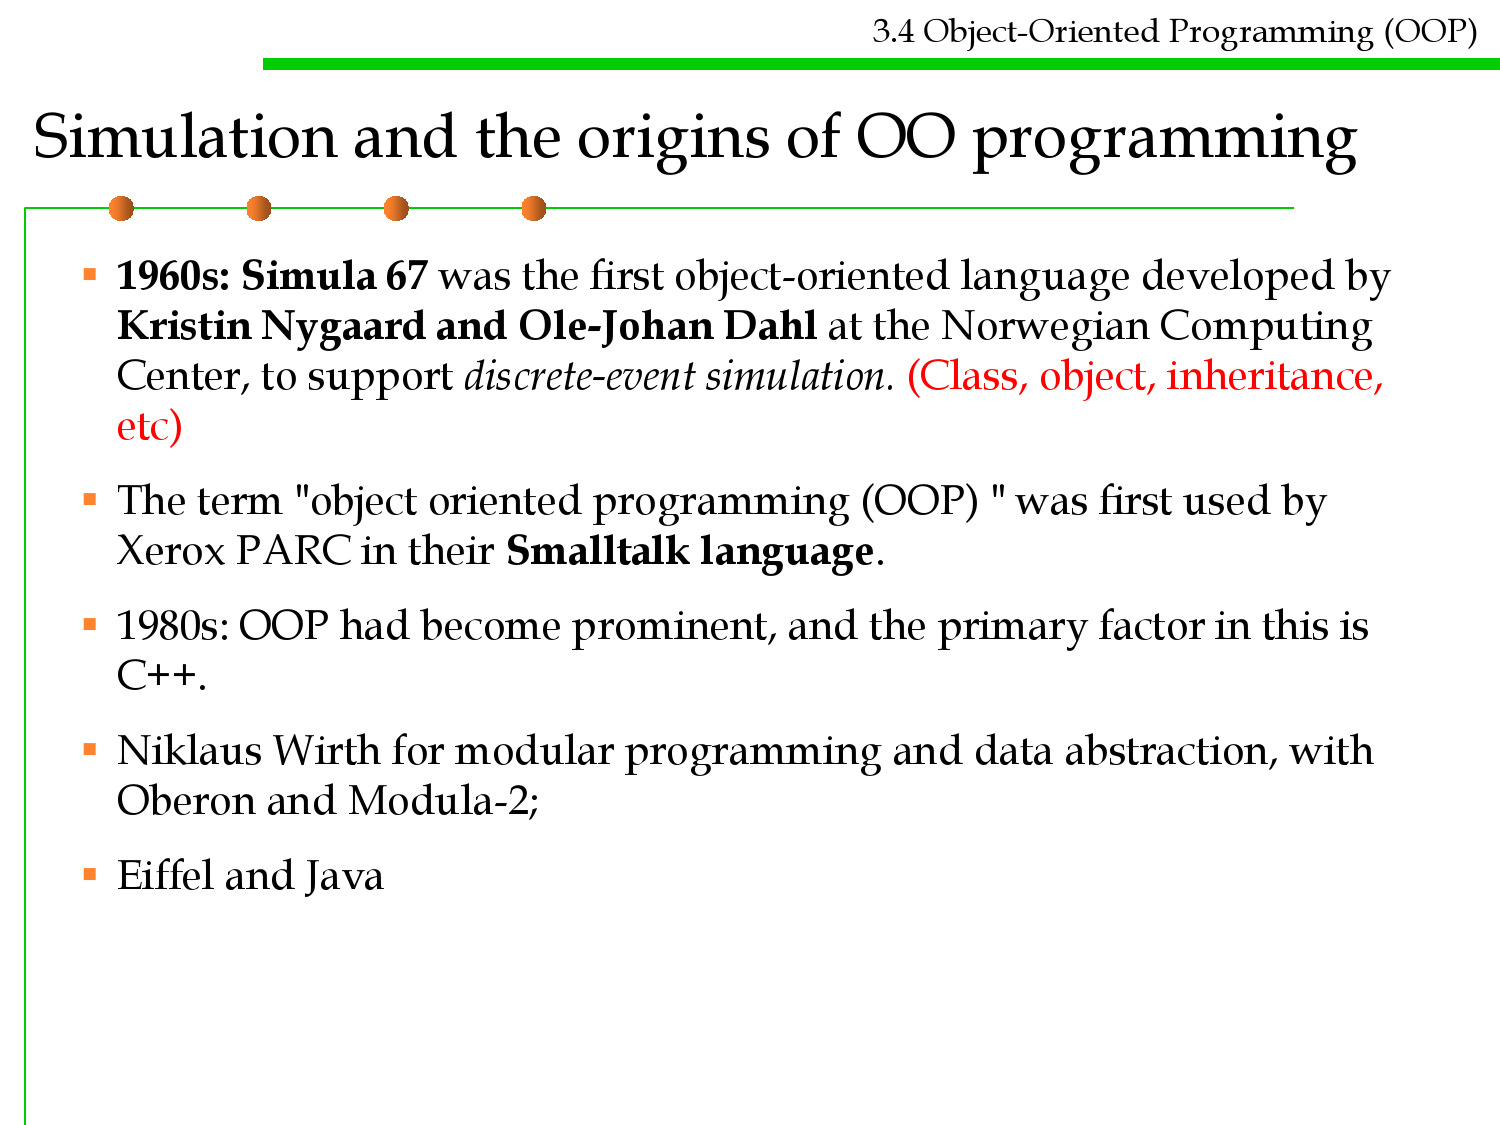 3.4 Object-Oriented Programming (OOP)
Simulation and the origins of OO programming
1960s: Simula 67 was the first object-oriented language developed by
Kristin Nygaard and Ole-Johan Dahl at the Norwegian Computing
Center, to support discrete-event simulation. (Class, object, inheritance,
etc)
The term "object oriented programming (OOP) " was first used by
Xerox PARC in their Smalltalk language.
1980s: OOP had become prominent, and the primary factor in this is
C++.
Niklaus Wirth for modular programming and data abstraction, with
Oberon and Modula-2;
Eiffel and Java